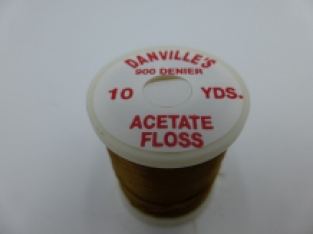 DANVILLE'S
900 DENIER
10 YDS.
ACETATE
FLOSS